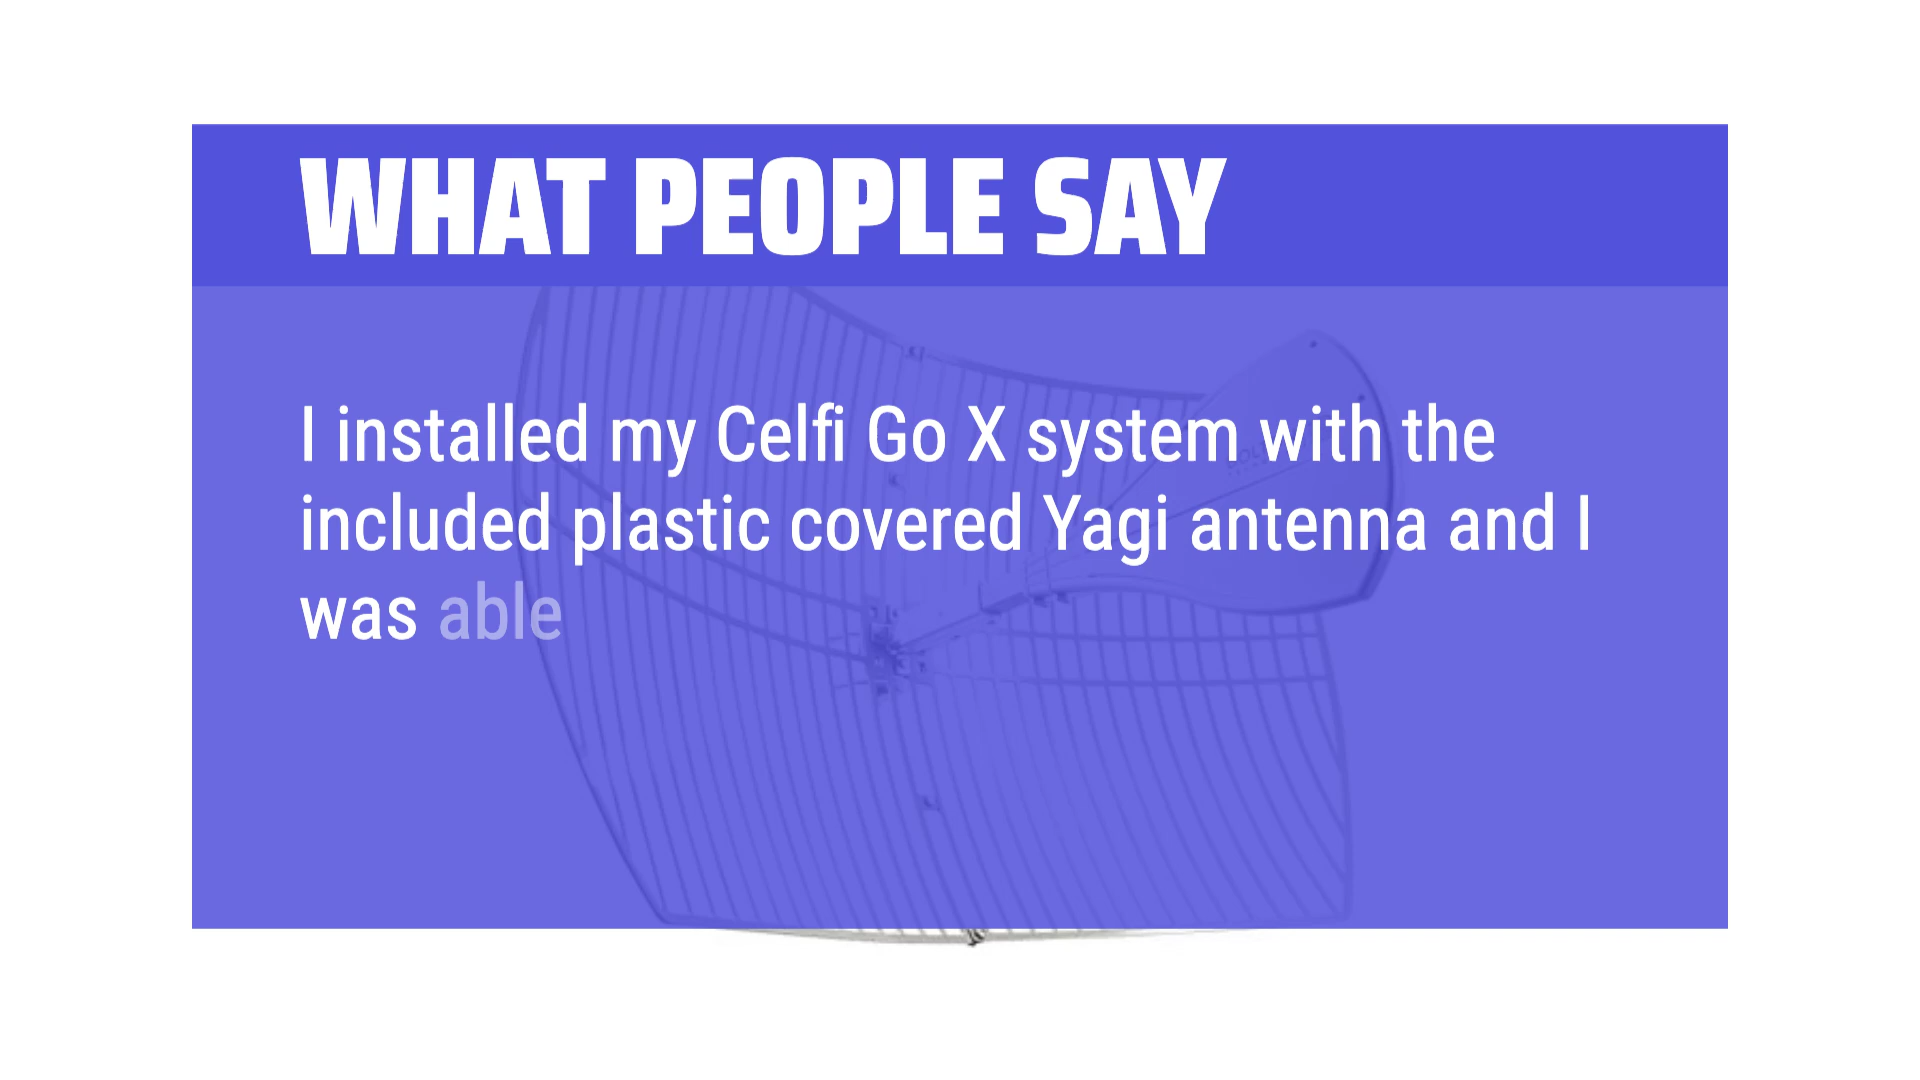 WHAT PEOPLE SAY
I installed my Celfi Go X system with the
included plastic covered Yagi antenna and I
was able